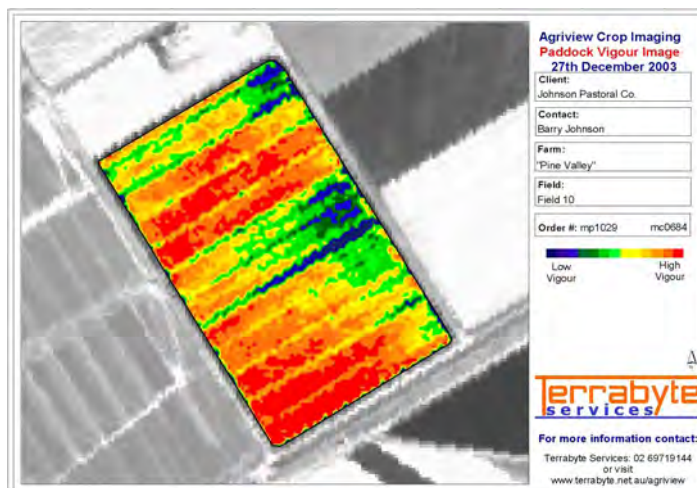 Agriview Crop Imaging
Paddock Vigour Image
27th December 2003
Client:
Johnson Pastoral Co.
Contact:
Barry Johnson
Farm:
"Pine Valley"
Field:
Field 10
Order #: mp1029 mc0684
Low Vigour
High Vigour
Terrabyte
services
For more information contact:
Terrabyte Services: 02 69719144
or visit
www.terrabyte.net.au/agriview